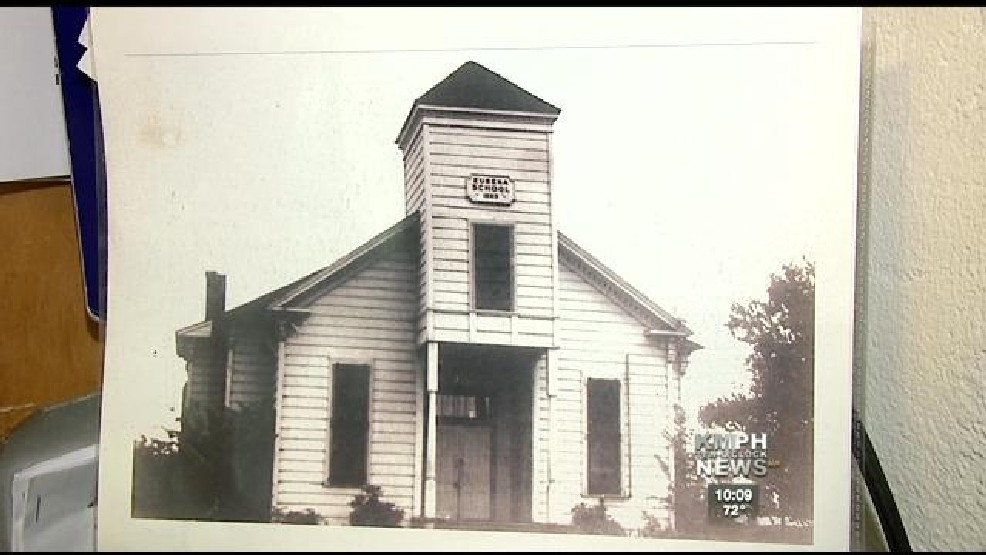 EUREKA
SCHOOL
KMPH
NEWS
10:09
72°